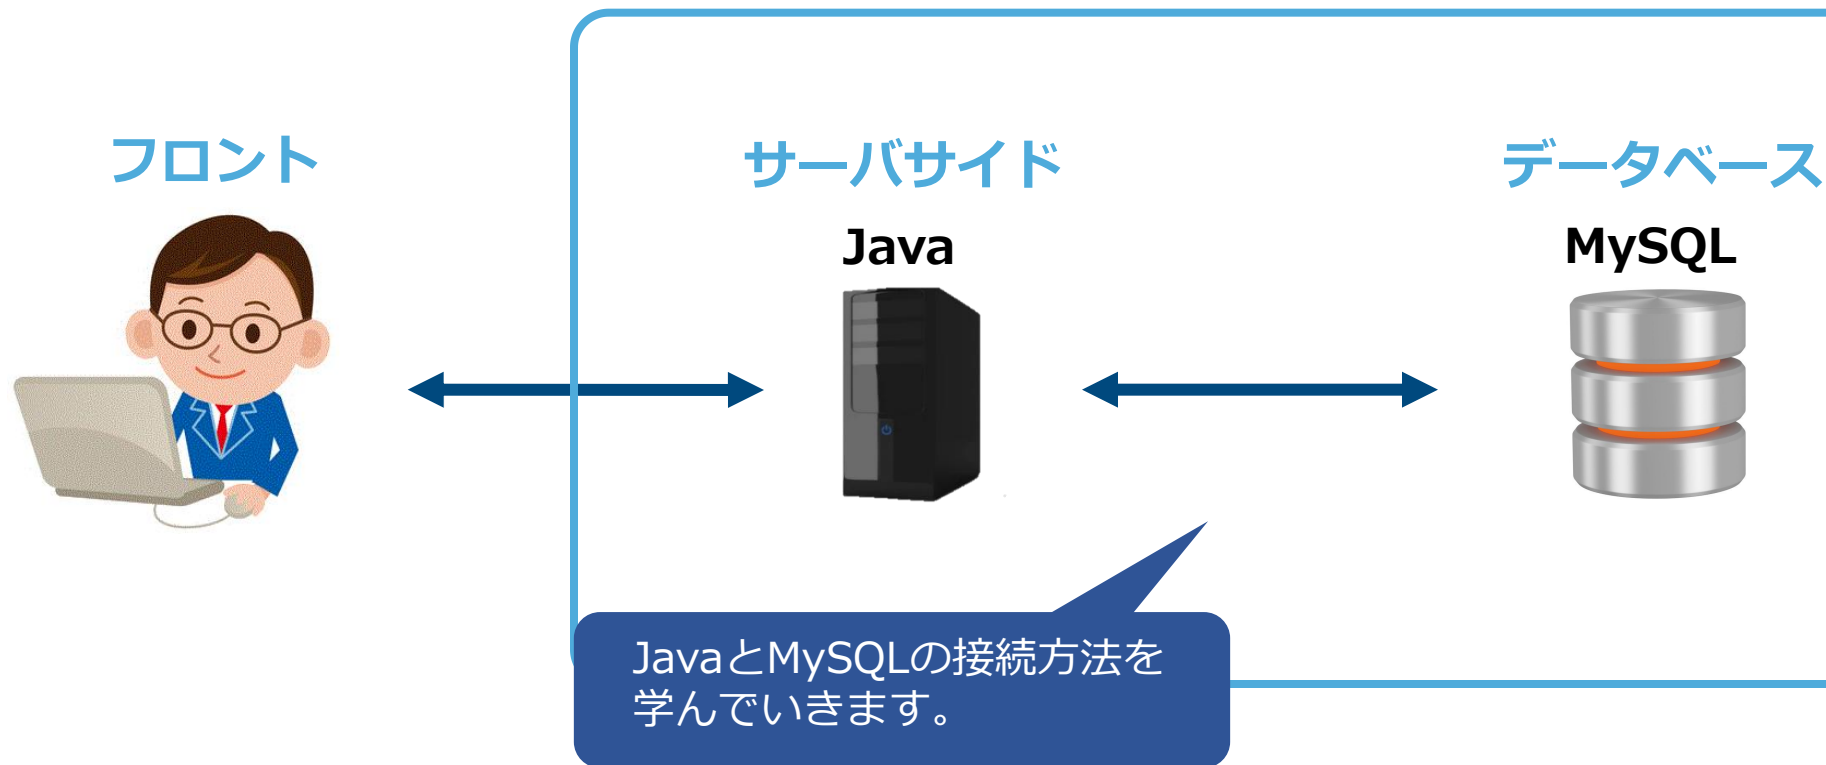 フロント
サーバサイド
データベース
Java
MySQL
JavaとMySQLの接続方法を
学んでいきます。